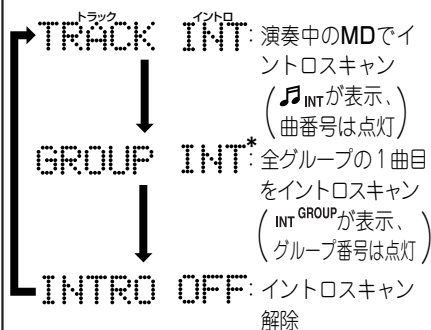 トラック イントロ
TRACK INT: 演奏中のMDでイ
ントロスキャン
(♫INTが表示、
曲番号は点灯)
GROUP INT*: 全グループの1曲目
をイントロスキャン
(INT GROUPが表示、
グループ番号は点灯)
INTRO OFF: イントロスキャン
解除